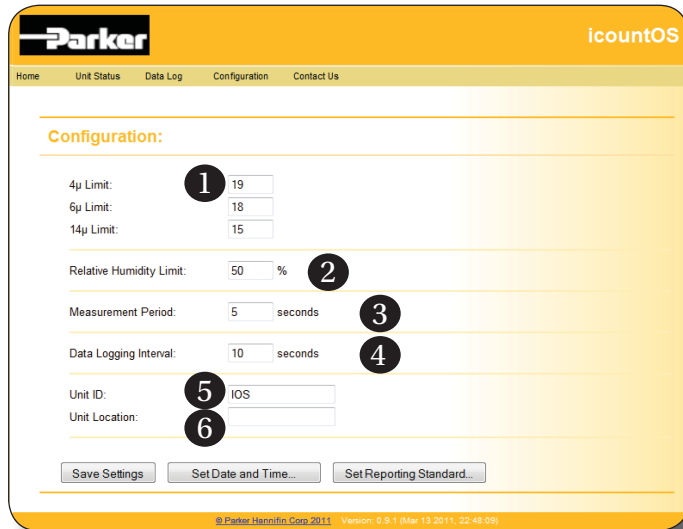 Parker
icountOS
Home Unit Status Data Log Configuration Contact Us
Configuration:
4µ Limit: 1 19
6µ Limit: 18
14µ Limit: 15
Relative Humidity Limit: 50 % 2
Measurement Period: 5 seconds 3
Data Logging Interval: 10 seconds 4
Unit ID: 5 IOS
Unit Location: 6
Save Settings Set Date and Time... Set Reporting Standard...
© Parker Hannifin Corp 2011 Version: 0.9.1 (Mar 13 2011, 22:48:09)